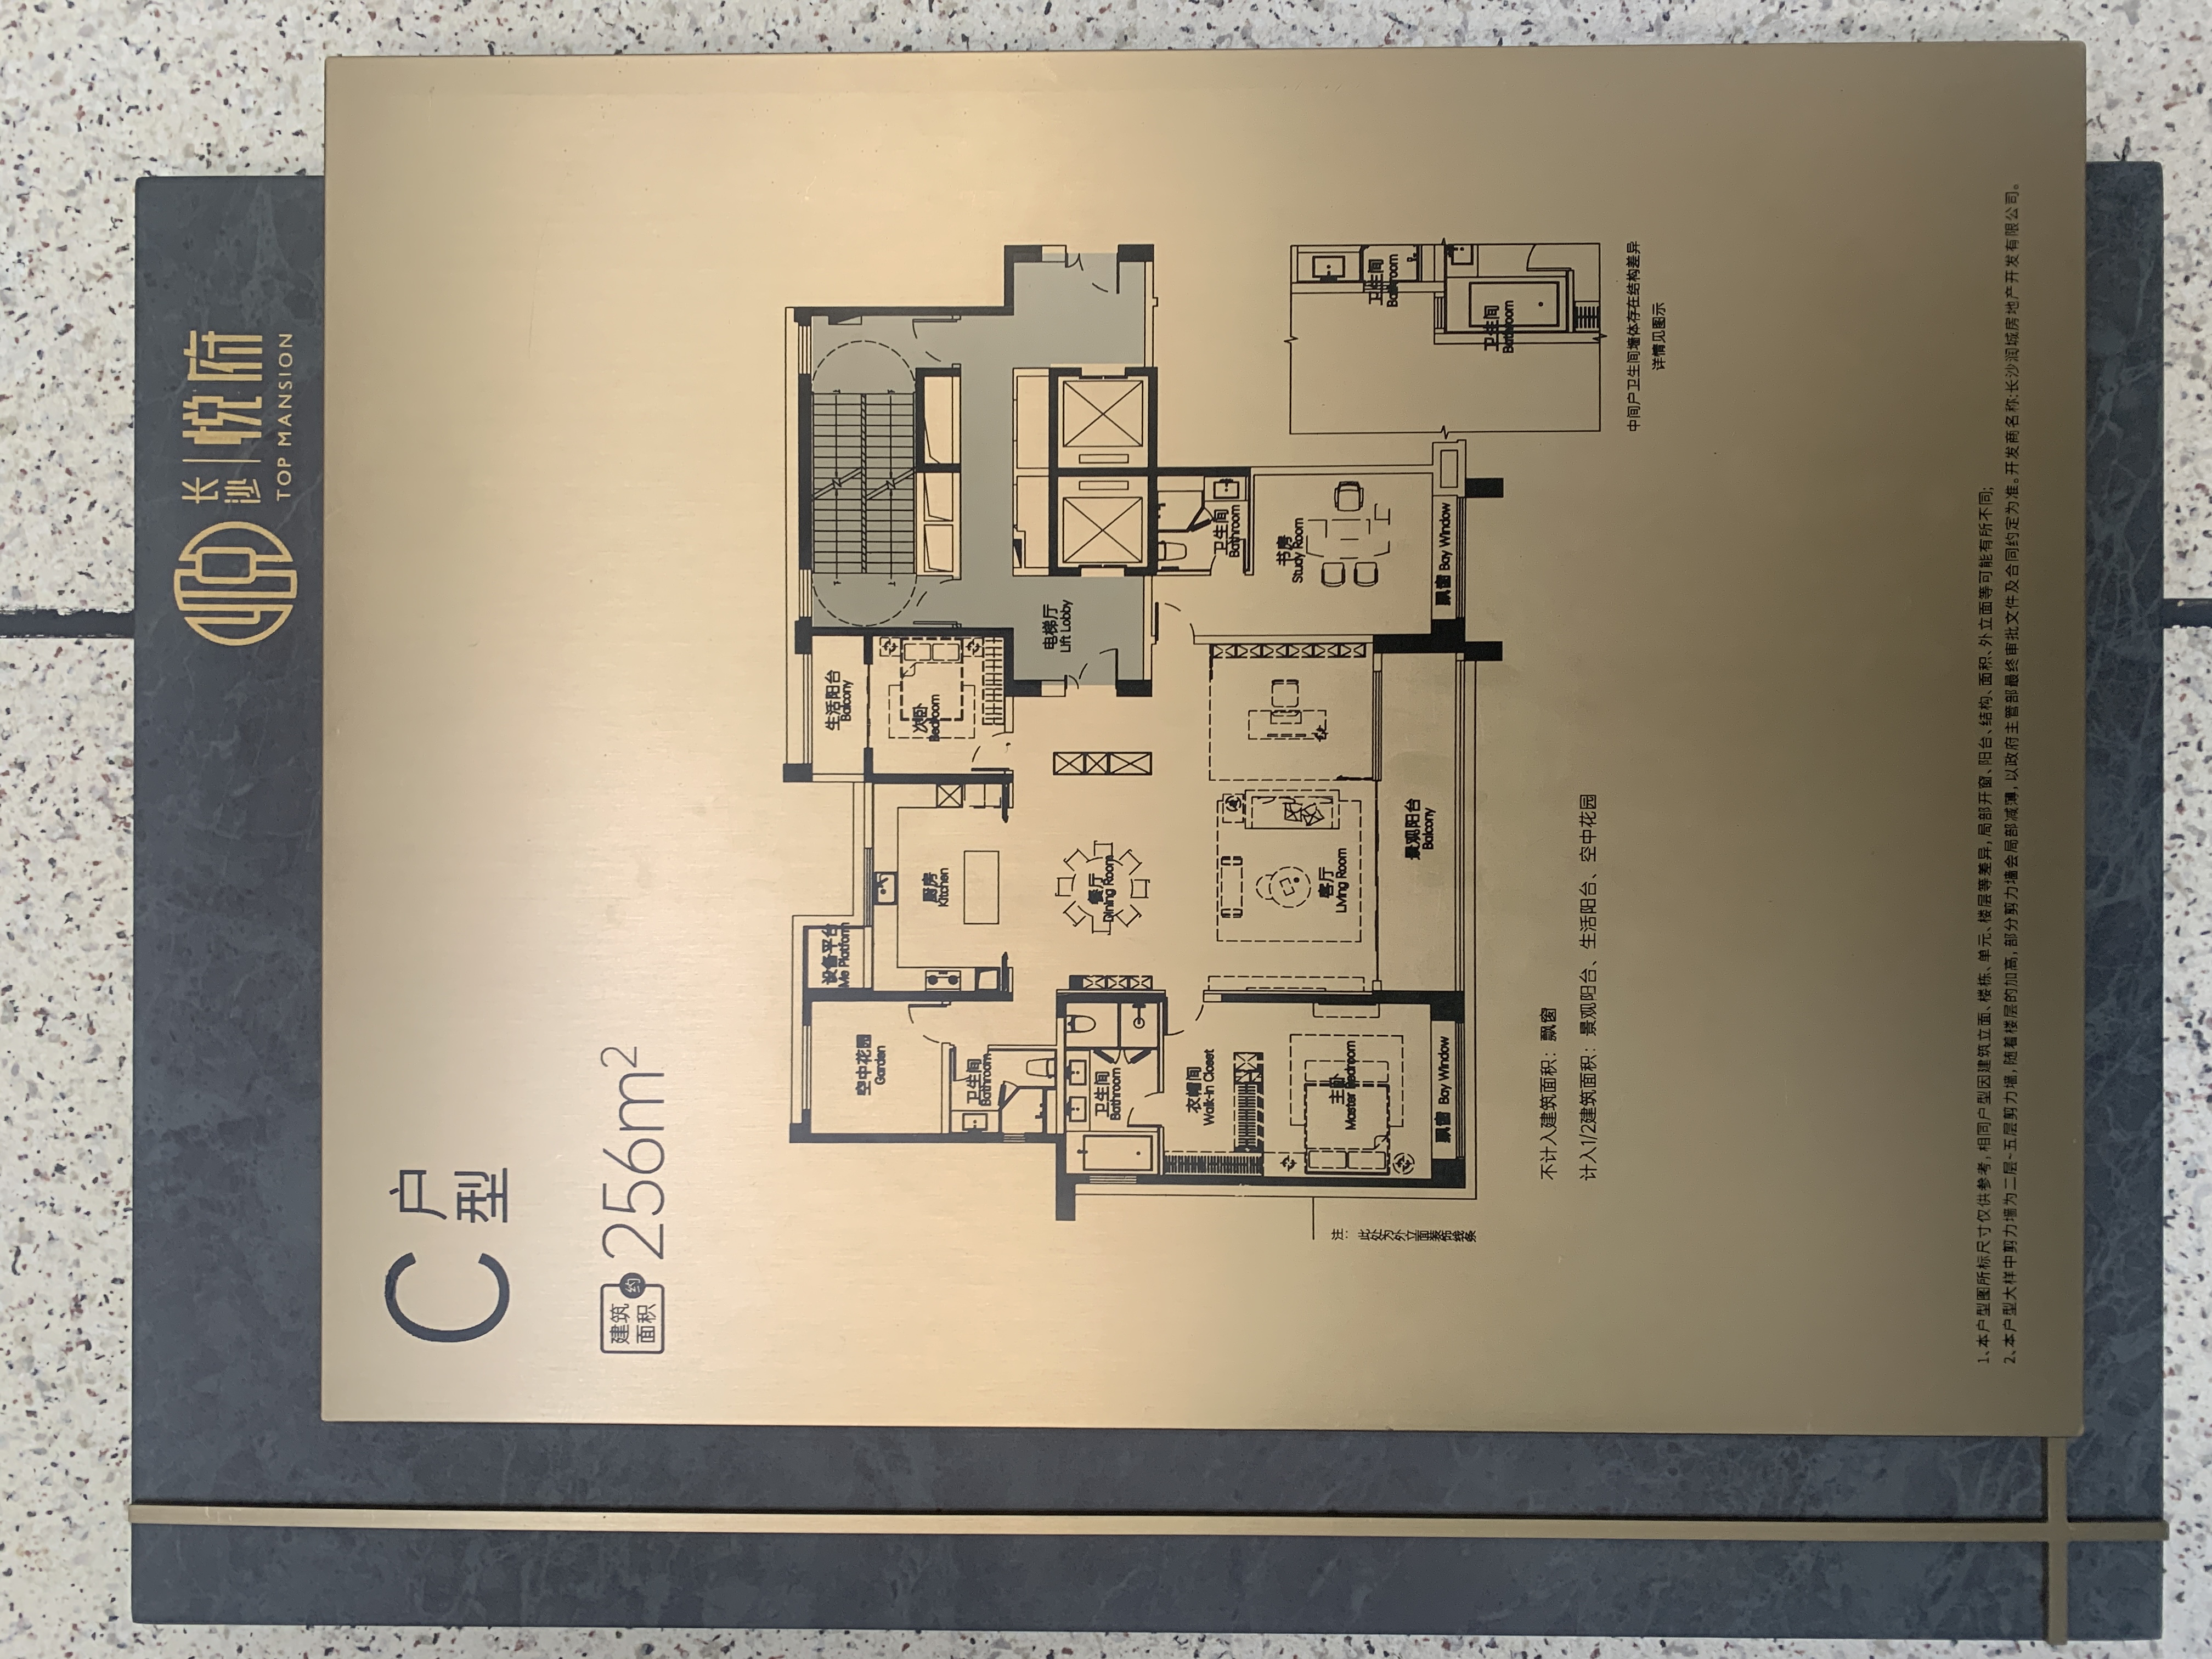 长沙 悦府
TOP MANSION
C户型
建筑面积 约 256m²
设备平台
Me Platform
生活阳台
Balcony
空中花园
Garden
厨房
Kitchen
次卧
Bedroom
卫生间
Bathroom
电梯厅
Lift Lobby
餐厅
Dining Room
卫生间
Bathroom
衣帽间
Walk-in Closet
卫生间
Bathroom
书房
Study Room
客厅
Living Room
主卧
Master Bedroom
注：此处为外立面装饰线条
景观阳台
Balcony
飘窗 Bay Window
飘窗 Bay Window
卫生间
Bathroom
卫生间
Bathroom
不计入建筑面积：飘窗
计入1/2建筑面积：景观阳台、生活阳台、空中花园
中间户卫生间墙体存在结构差异
详情见图示
1、本户型图所标尺寸仅供参考,相同户型因建筑立面、楼栋、单元、楼层等差异,局部开窗、阳台、结构、面积、外立面等可能有所不同;
2、本户型大样中剪力墙为二层~五层剪力墙,随着楼层的加高,部分剪力墙会局部减薄,以政府主管部最终审批文件及合同约定为准。开发商名称:长沙润城房地产开发有限公司。